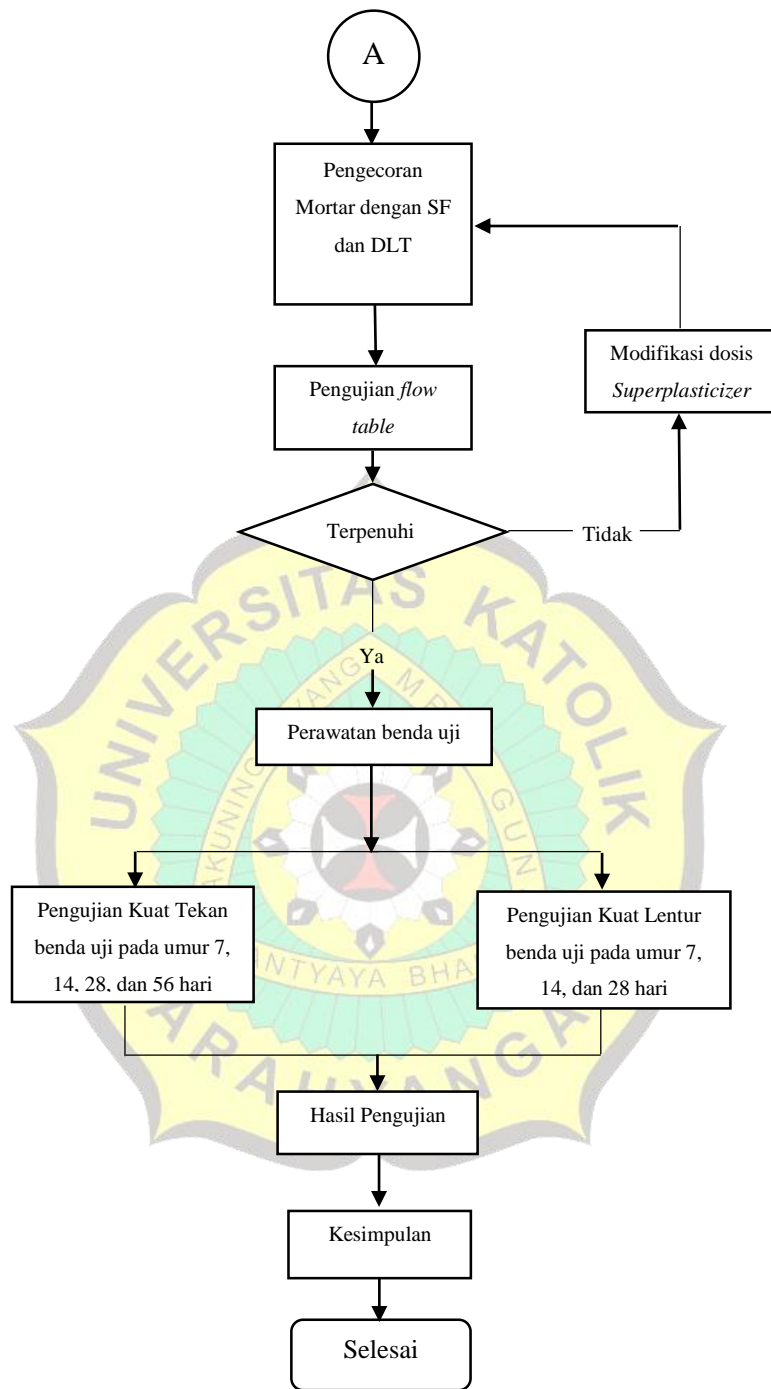 A
Pengecoran
Mortar dengan SF
dan DLT
Modifikasi dosis
Superplasticizer
Pengujian flow
table
Terpenuhi
Tidak
Ya
UNIVERSITAS KATOLIK
Perawatan benda uji
Pengujian Kuat Tekan
benda uji pada umur 7,
14, 28, dan 56 hari
Pengujian Kuat Lentur
benda uji pada umur 7,
14, dan 28 hari
Hasil Pengujian
Kesimpulan
Selesai